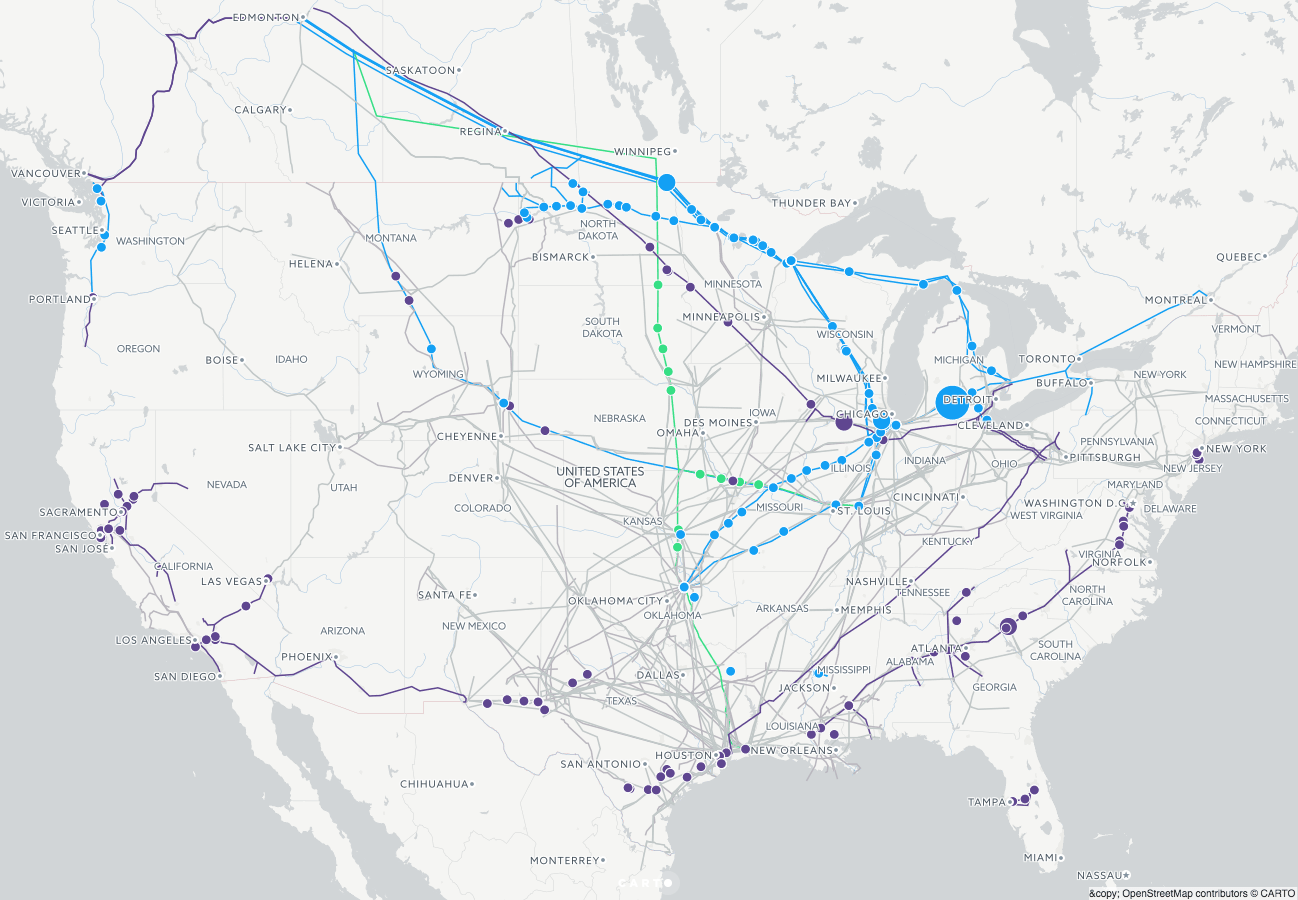 EDMONTON
SASKATOON
CALGARY
REGINA
WINNIPEG
VANCOUVER
VICTORIA
THUNDER BAY
SEATTLE
WASHINGTON
MONTANA
NORTH
DAKOTA
QUEBEC
HELENA
BISMARCK
MINNESOTA
PORTLAND
MONTREAL
MINNEAPOLIS
SOUTH
DAKOTA
WISCONSIN
VERMONT
OREGON
BOISE
IDAHO
MICHIGAN
TORONTO
NEW HAMPSHIRE
WYOMING
MILWAUKEE
BUFFALO
NEW YORK
DETROIT
MASSACHUSETTS
NEBRASKA
IOWA
CHICAGO
DES MOINES
CONNECTICUT
OMAHA
CLEVELAND
CHEYENNE
SALT LAKE CITY
PENNSYLVANIA
NEW YORK
PITTSBURGH
UNITED STATES
OF AMERICA
ILLINOIS
INDIANA
OHIO
NEW JERSEY
DENVER
NEVADA
UTAH
MARYLAND
CINCINNATI
COLORADO
MISSOURI
ST. LOUIS
WASHINGTON D.C.
DELAWARE
SACRAMENTO
WEST VIRGINIA
KANSAS
SAN FRANCISCO
SAN JOSE
KENTUCKY
VIRGINIA
NORFOLK
CALIFORNIA
LAS VEGAS
NASHVILLE
TENNESSEE
SANTA FE
OKLAHOMA CITY
NORTH
CAROLINA
ARKANSAS
MEMPHIS
OKLAHOMA
NEW MEXICO
ARIZONA
LOS ANGELES
SOUTH
CAROLINA
ATLANTA
PHOENIX
ALABAMA
SAN DIEGO
DALLAS
MISSISSIPPI
JACKSON
GEORGIA
TEXAS
LOUISIANA
HOUSTON
NEW ORLEANS
SAN ANTONIO
CHIHUAHUA
TAMPA
MONTERREY
MIAMI
NASSAU
CARTO
&copy; OpenStreetMap contributors © CARTO